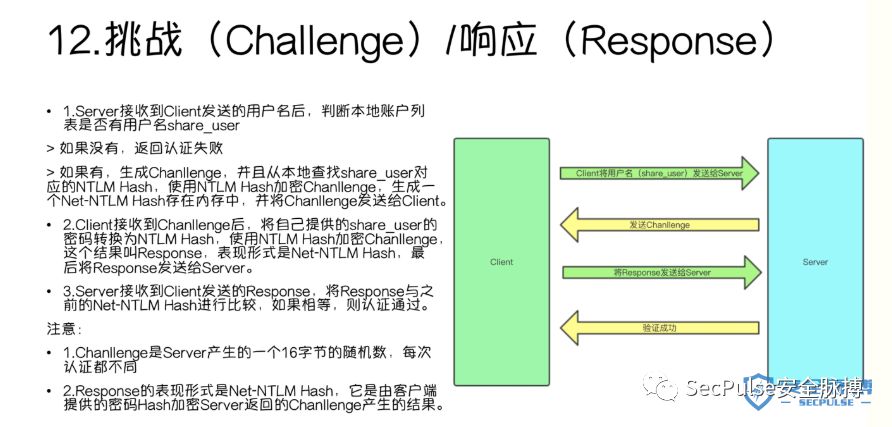 12.挑战（Challenge）/响应（Response）
• 1.Server接收到Client发送的用户名后，判断本地账户列
表是否有用户名share_user
> 如果没有，返回认证失败
> 如果有，生成Chanllenge，并且从本地查找share_user对
应的NTLM Hash，使用NTLM Hash加密Chanllenge，生成一
个Net-NTLM Hash存在内存中，并将Chanllenge发送给Client。
• 2.Client接收到Chanllenge后，将自己提供的share_user的
密码转换为NTLM Hash，使用NTLM Hash加密Chanllenge，
这个结果叫Response，表现形式是Net-NTLM Hash，最
后将Response发送给Server。
• 3.Server接收到Client发送的Response，将Response与之
前的Net-NTLM Hash进行比较，如果相等，则认证通过。
注意：
• 1.Chanllenge是Server产生的一个16字节的随机数，每次
认证都不同
• 2.Response的表现形式是Net-NTLM Hash，它是由客户端
提供的密码Hash加密Server返回的Chanllenge产生的结果。
Client
Client将用户名（share_user）发送给Server
发送Chanllenge
将Response发送给Server
验证成功
Server
SecPulse安全脉搏
SECPULSE